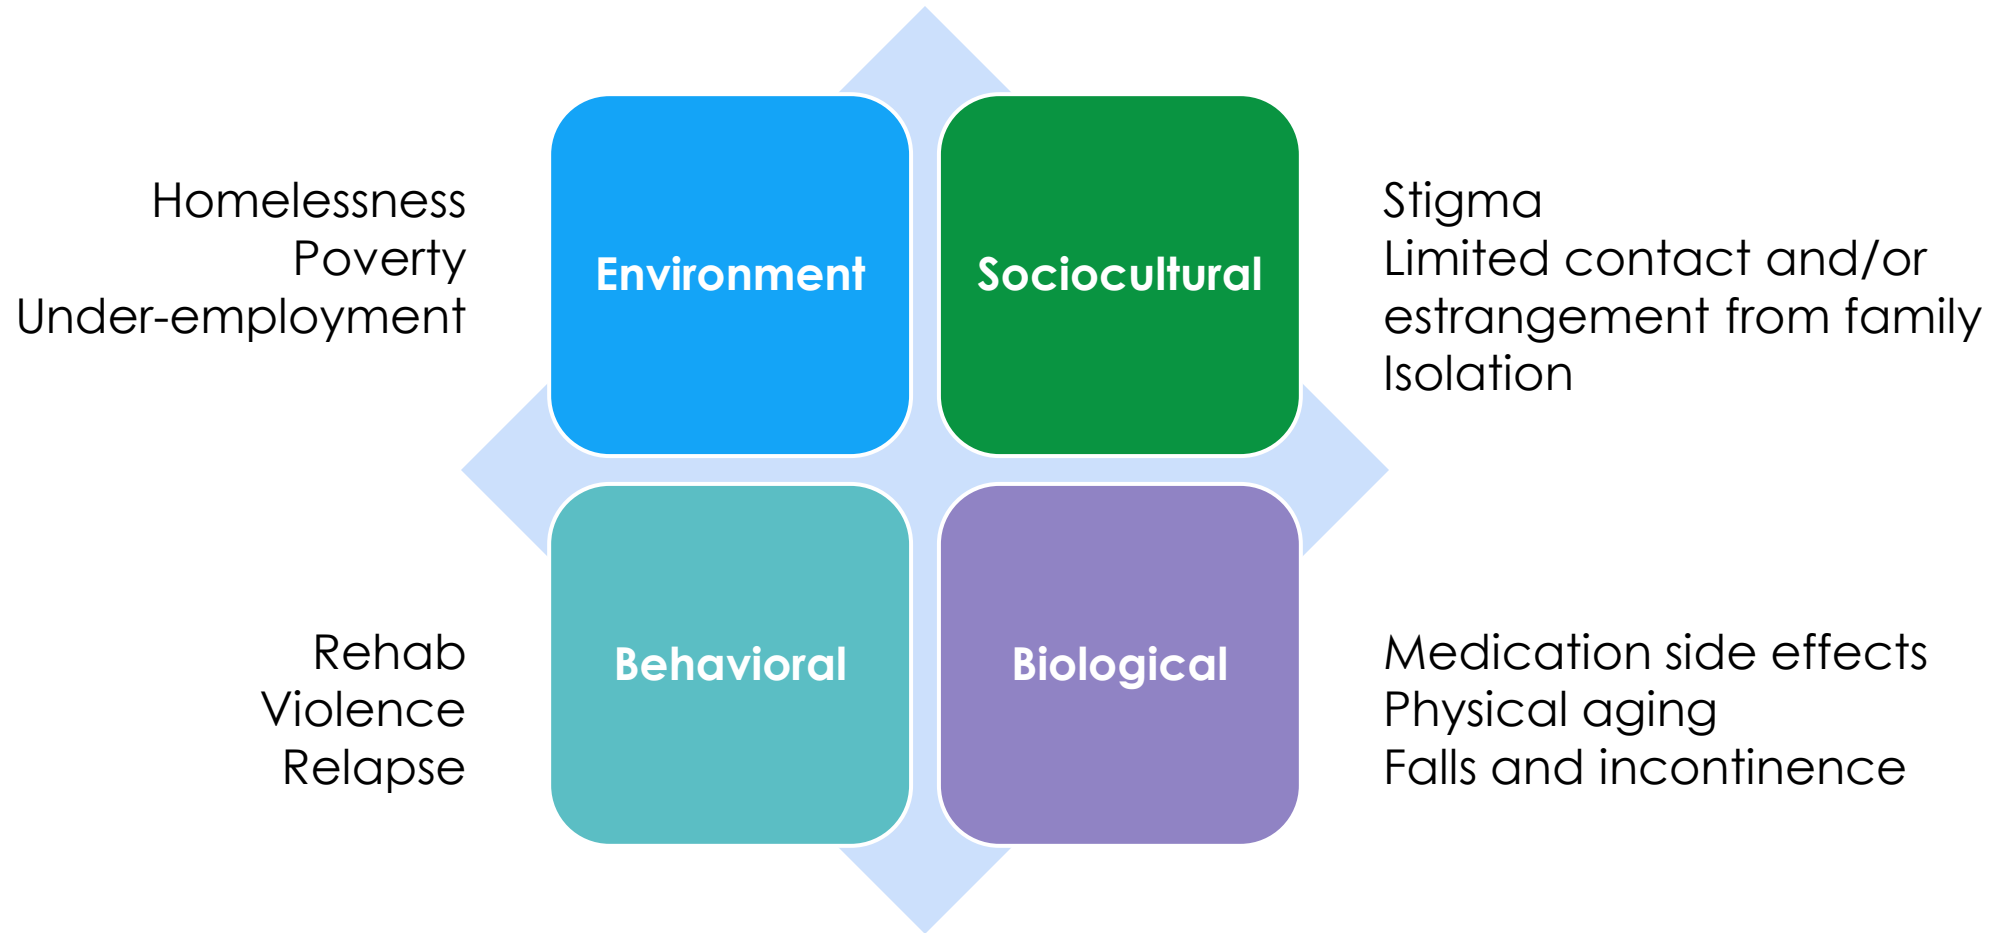 Homelessness
Poverty
Under-employment
Environment
Sociocultural
Stigma
Limited contact and/or
estrangement from family
Isolation
Rehab
Violence
Relapse
Behavioral
Biological
Medication side effects
Physical aging
Falls and incontinence